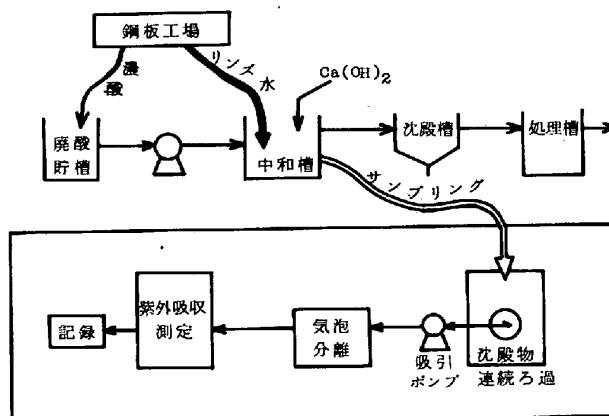 鋼板工場
濃酸
リンス水
Ca(OH)2
廃酸
貯槽
中和槽
沈殿槽
処理槽
サンプリング
紫外吸収
測定
記録
気泡
分離
吸引
ポンプ
沈殿物
連続ろ過